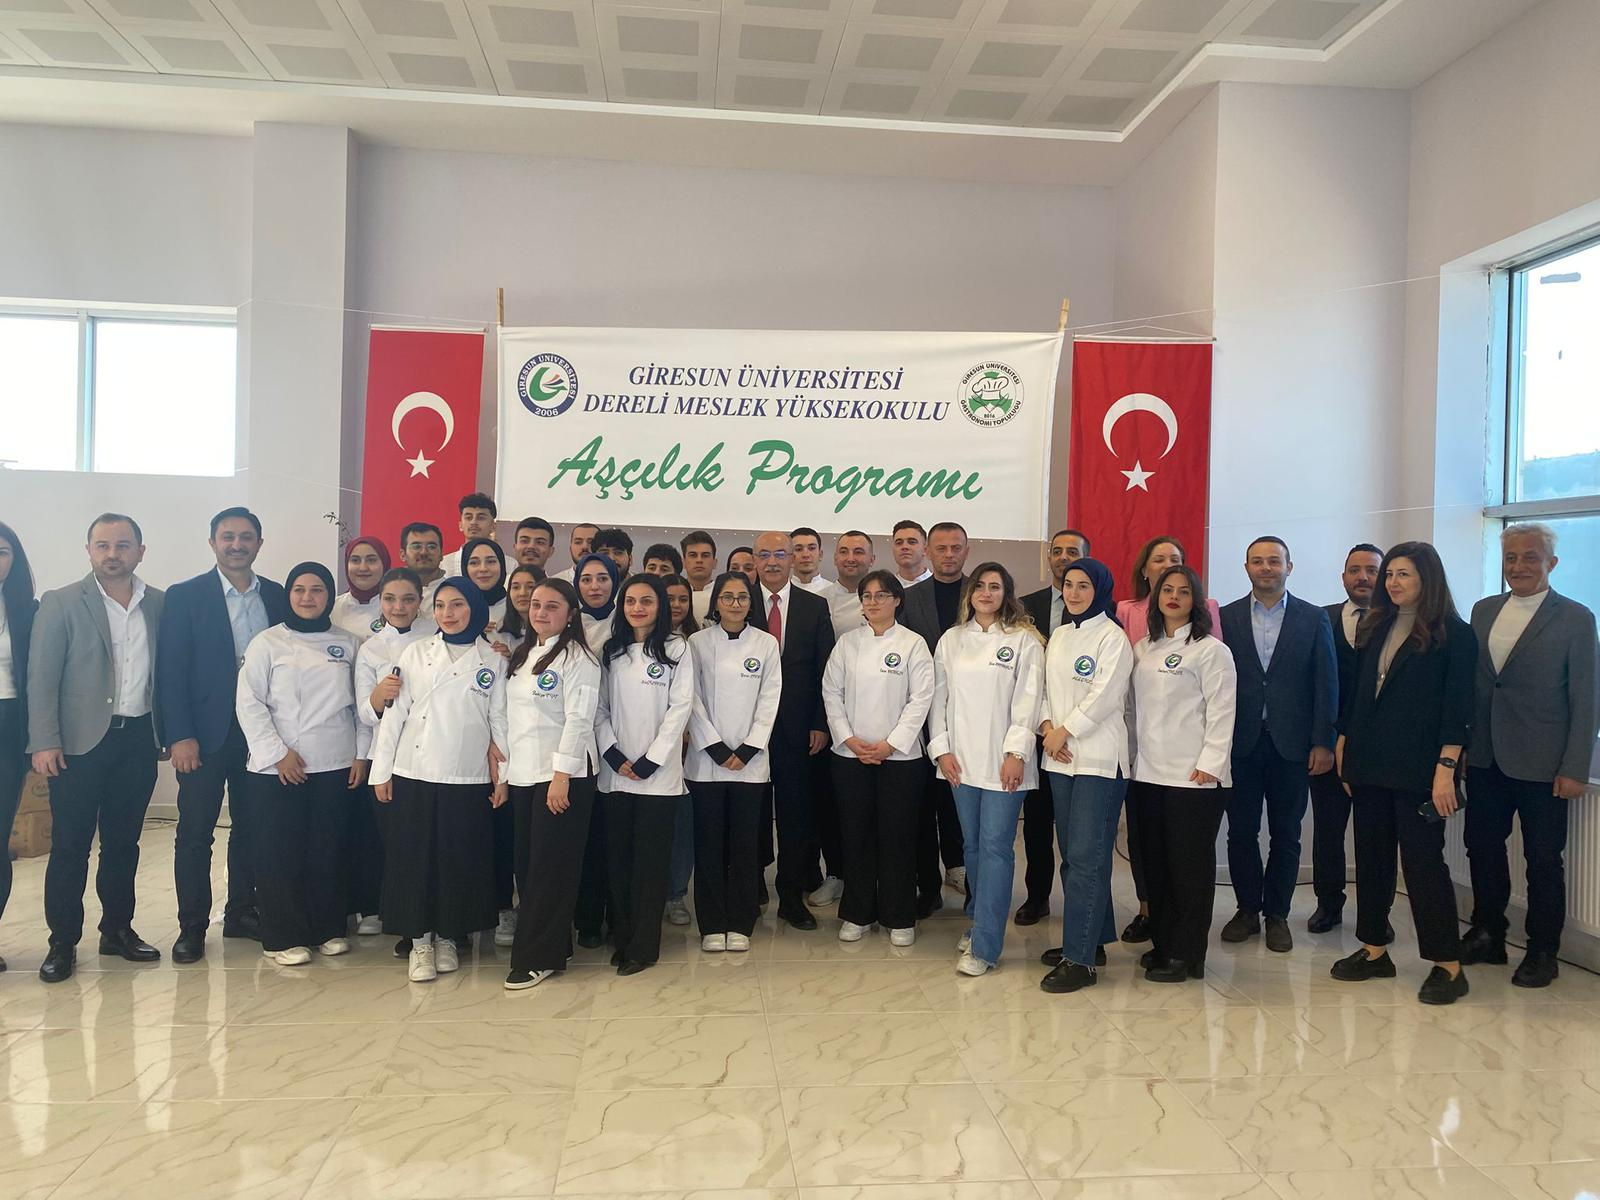 GİRESUN ÜNİVERSİTESİ
DERELİ MESLEK YÜKSEKOKULU
Aşçılık Programı
GİRESUN ÜNİVERSİTESİ
2006
GİRESUN ÜNİVERSİTESİ
GASTRONOMİ TOPLULUĞU